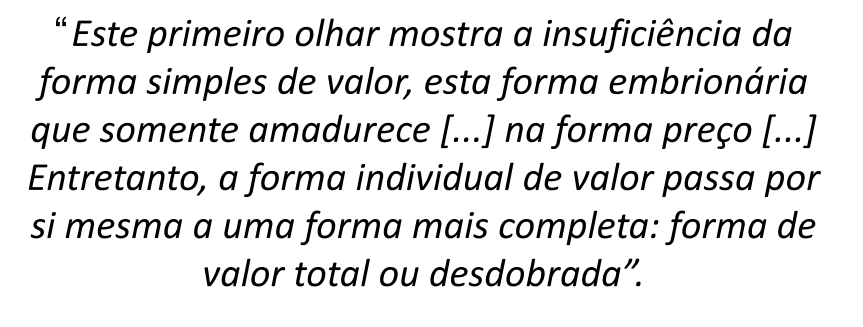 “Este primeiro olhar mostra a insuficiência da
forma simples de valor, esta forma embrionária
que somente amadurece [...] na forma preço [...]
Entretanto, a forma individual de valor passa por
si mesma a uma forma mais completa: forma de
valor total ou desdobrada”.